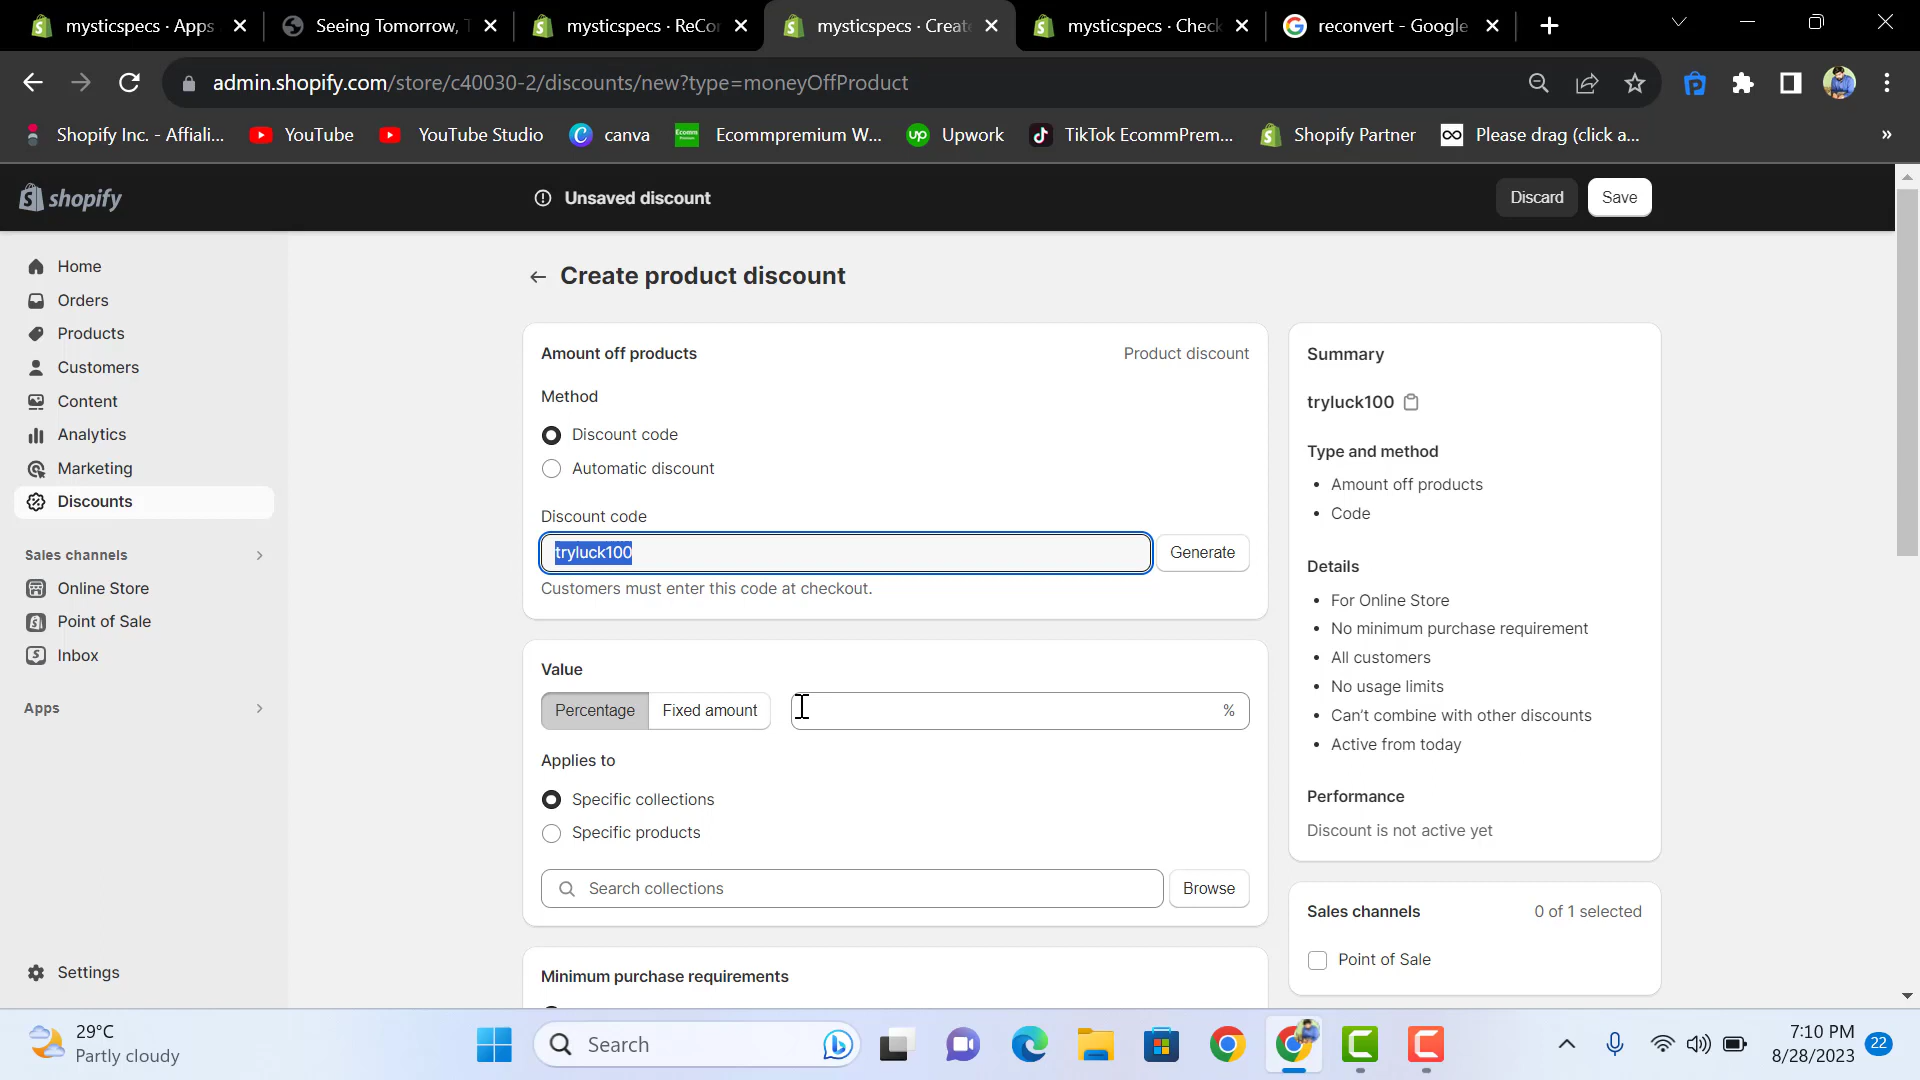 mysticspecs · Apps
Seeing Tomorrow, T
mysticspecs · ReCon
mysticspecs · Create
mysticspecs · Check
reconvert - Google
admin.shopify.com/store/c40030-2/discounts/new?type=moneyOffProduct
Shopify Inc. - Affiali...
YouTube
YouTube Studio
canva
Ecommpremium W...
Upwork
TikTok EcommPrem...
Shopify Partner
Please drag (click a...
»
shopify
Unsaved discount
Discard
Save
Home
Orders
Products
Customers
Content
Analytics
Marketing
Discounts
Sales channels
Online Store
Point of Sale
Inbox
Apps
Settings
Create product discount
Amount off products
Product discount
Method
Discount code
Automatic discount
Discount code
tryluck100
Generate
Customers must enter this code at checkout.
Value
Percentage
Fixed amount
%
Applies to
Specific collections
Specific products
Search collections
Browse
Minimum purchase requirements
Summary
tryluck100
Type and method
• Amount off products
• Code
Details
• For Online Store
• No minimum purchase requirement
• All customers
• No usage limits
• Can't combine with other discounts
• Active from today
Performance
Discount is not active yet
Sales channels
0 of 1 selected
Point of Sale
29°C
Partly cloudy
Search
7:10 PM
8/28/2023
22